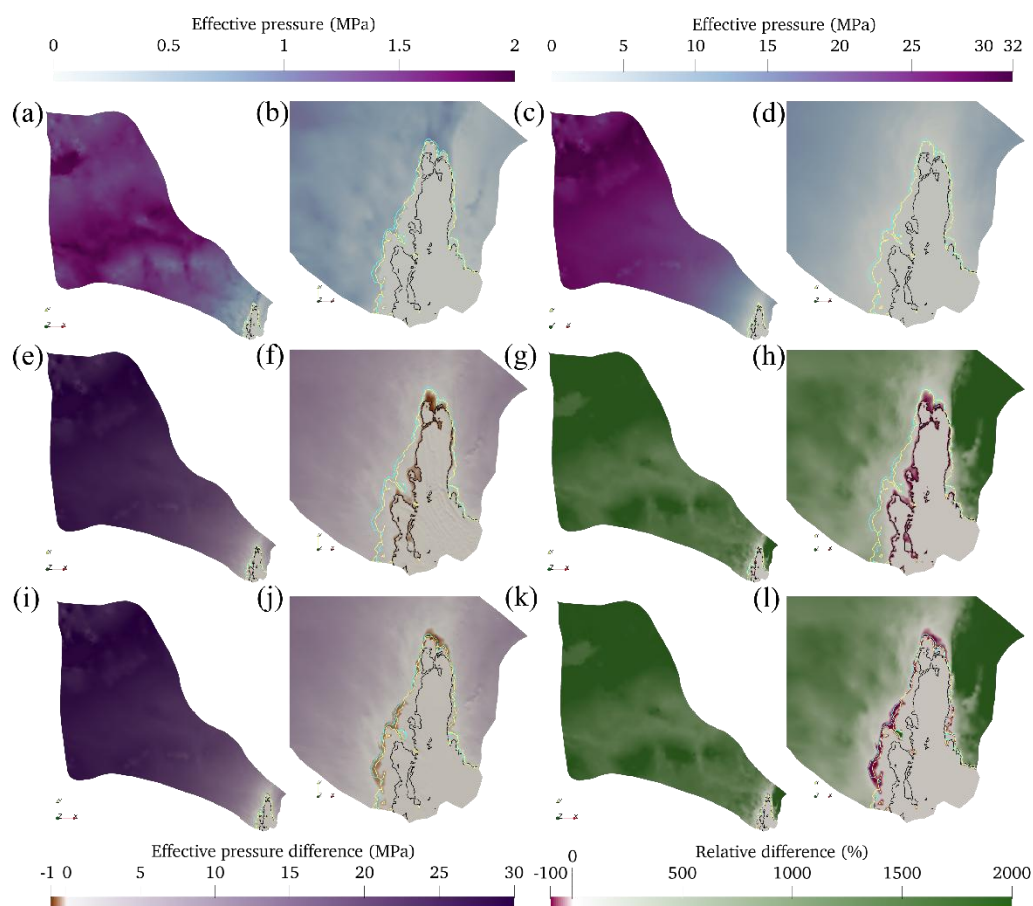 Effective pressure (MPa) Effective pressure (MPa)
0 0.5 1 1.5 2 0 5 10 15 20 25 30 32
(a) (b) (c) (d)
(e) (f) (g) (h)
(i) (j) (k) (l)
Effective pressure difference (MPa) Relative difference (%)
-1 0 5 10 15 20 25 30 -100 0 500 1000 1500 2000